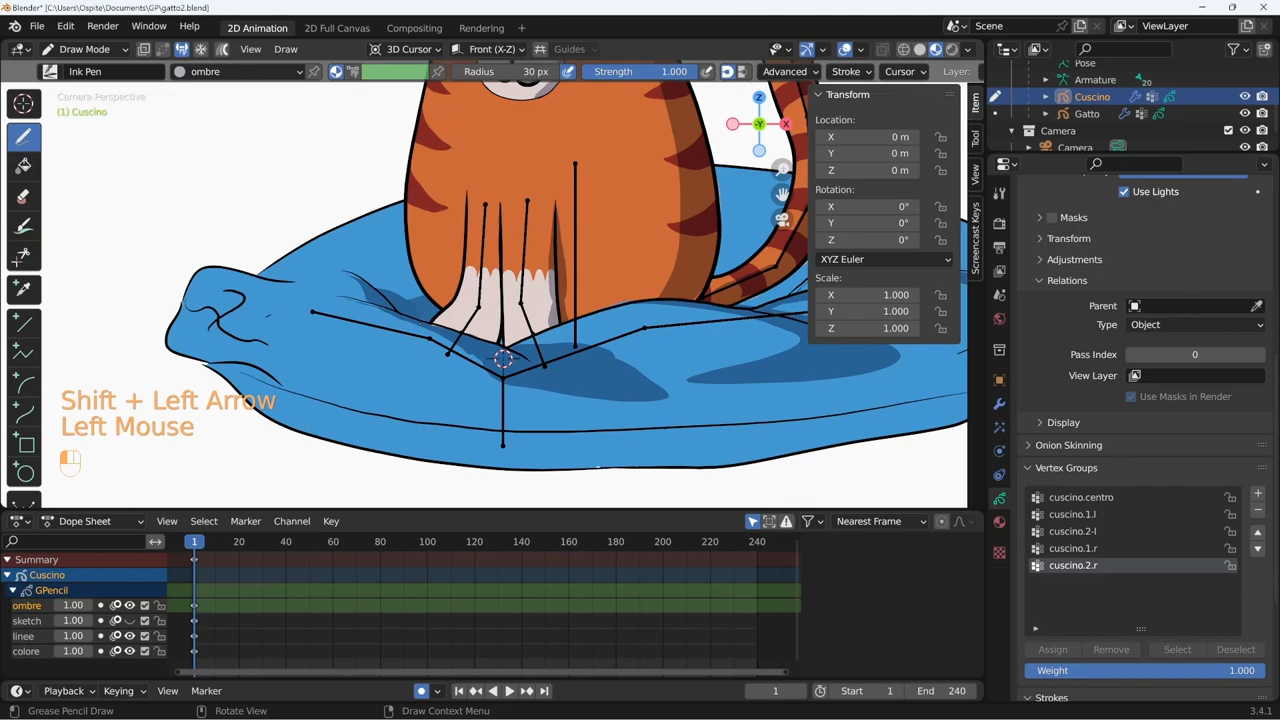 Blender* [C:\Users\Ospite\Documents\GP\gatto2.blend]
File Edit Render Window Help 2D Animation 2D Full Canvas Compositing Rendering Scene ViewLayer
Draw Mode View Draw 3D Cursor Front (X-Z) Guides
Ink Pen ombre Radius 30 px Strength 1.000 Advanced Stroke Cursor Layer:
Camera Perspective
(1) Cuscino
Z
Y
X
Transform
Location:
X 0 m
Y 0 m
Z 0 m
Rotation:
X 0°
Y 0°
Z 0°
XYZ Euler
Scale:
X 1.000
Y 1.000
Z 1.000
Item
Tool
View
Screencast Keys
Shift + Left Arrow
Left Mouse
Pose
Armature 20
Cuscino
Gatto
Camera
Camera
Use Lights
Masks
Transform
Adjustments
Relations
Parent
Type Object
Pass Index 0
View Layer
Use Masks in Render
Display
Onion Skinning
Vertex Groups
cuscino.centro
cuscino.1.l
cuscino.2-l
cuscino.1.r
cuscino.2.r
Assign Remove Select Deselect
Weight 1.000
Strokes
Dope Sheet View Select Marker Channel Key Nearest Frame
1 20 40 60 80 100 120 140 160 180 200 220 240
Summary
Cuscino
GPencil
ombre 1.00
sketch 1.00
linee 1.00
colore 1.00
Playback Keying View Marker 1 Start 1 End 240
Grease Pencil Draw Rotate View Draw Context Menu 3.4.1